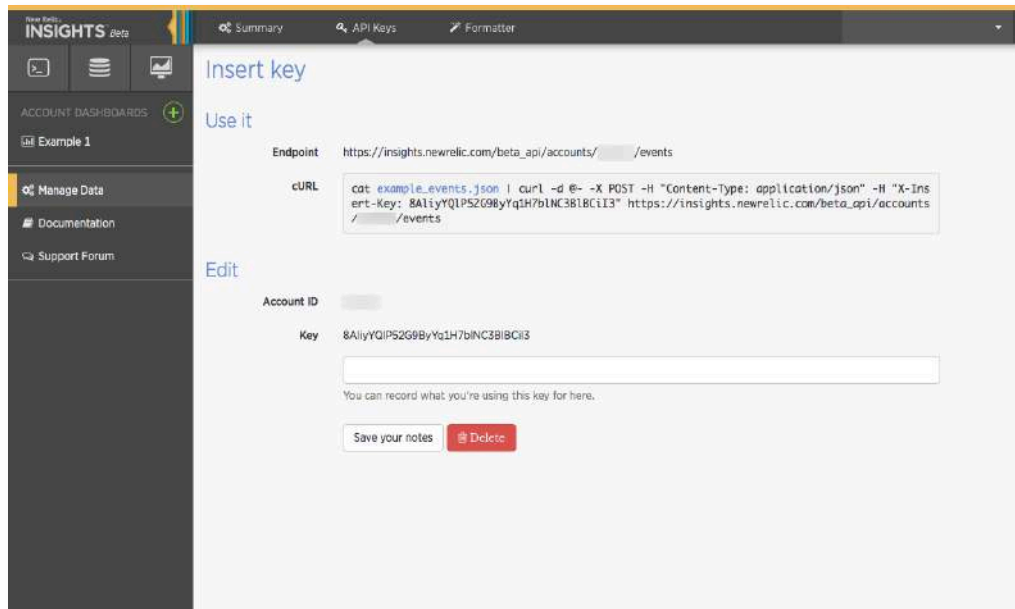 New Relic.
INSIGHTS Beta
Summary
API Keys
Formatter
ACCOUNT DASHBOARDS
Example 1
Manage Data
Documentation
Support Forum
Insert key
Use it
Endpoint https://insights.newrelic.com/beta_api/accounts/ /events
cURL cat example_events.json | curl -d @- -X POST -H "Content-Type: application/json" -H "X-Ins
ert-Key: 8AliyYQlP52G9ByYq1H7blNC3BlBCiI3" https://insights.newrelic.com/beta_api/accounts
/ /events
Edit
Account ID
Key 8AliyYQlP52G9ByYq1H7blNC3BlBCiI3
You can record what you're using this key for here.
Save your notes
Delete